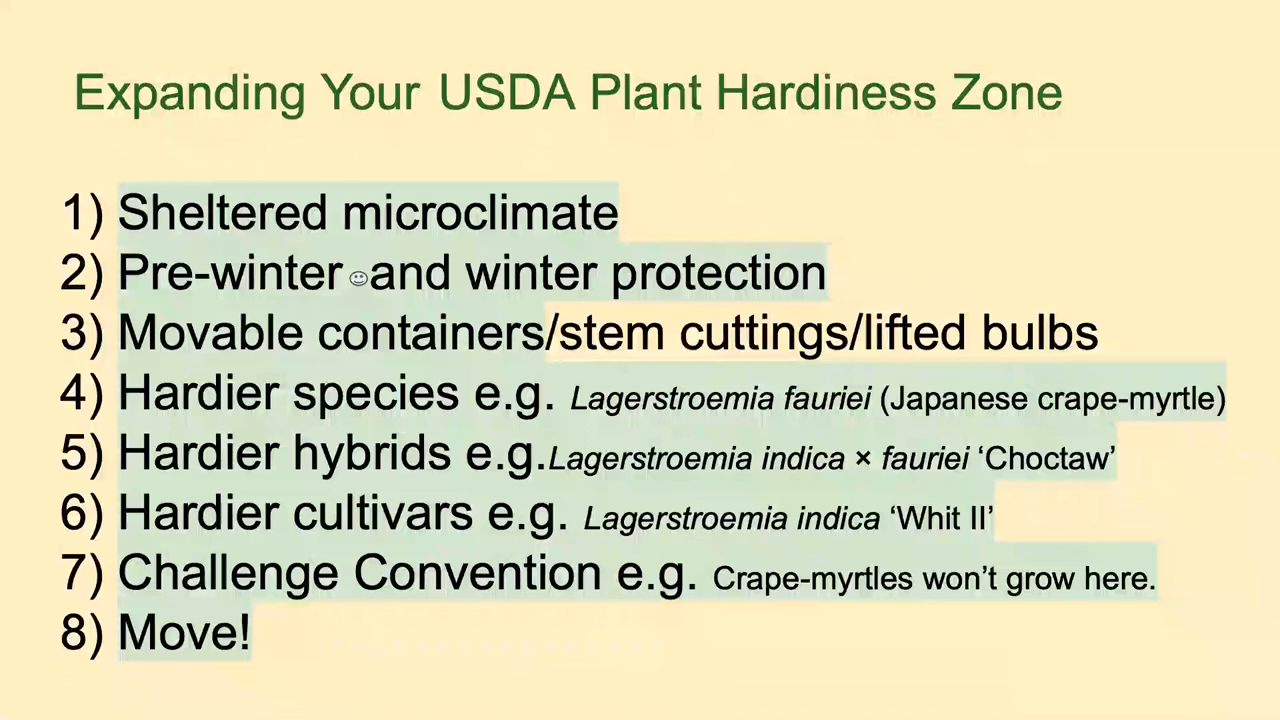 Expanding Your USDA Plant Hardiness Zone
1) Sheltered microclimate
2) Pre-winter and winter protection
3) Movable containers/stem cuttings/lifted bulbs
4) Hardier species e.g. Lagerstroemia fauriei (Japanese crape-myrtle)
5) Hardier hybrids e.g.Lagerstroemia indica × fauriei ‘Choctaw’
6) Hardier cultivars e.g. Lagerstroemia indica ‘Whit II’
7) Challenge Convention e.g. Crape-myrtles won’t grow here.
8) Move!